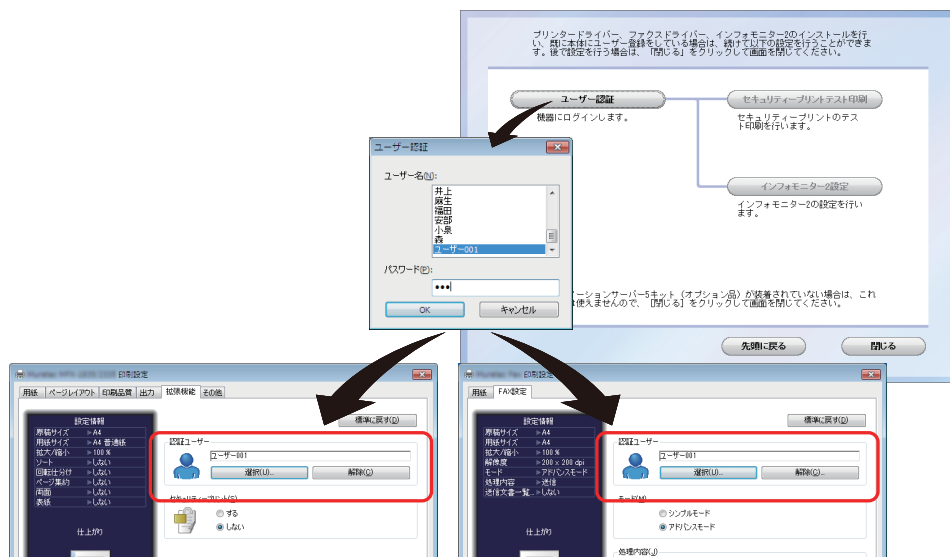 プリンタードライバー、ファクスドライバー、インフォモニター2のインストールを行
い、既に本体にユーザー登録をしている場合は、続けて以下の設定を行うことができま
す。後で設定を行う場合は、「閉じる」をクリックして画面を閉じてください。
ユーザー認証
機器にログインします。
セキュリティープリントテスト印刷
セキュリティープリントのテス
ト印刷を行います。
インフォモニター2設定
インフォモニター2の設定を行い
ます。
ーションサーバー5キット(オプション品)が装着されていない場合は、これ
使えませんので、「閉じる」をクリックして画面を閉じてください。
先頭に戻る
閉じる
ユーザー認証
ユーザー名(N):
井上
麻生
福田
安部
小泉
森
ユーザー001
パスワード(P):
•••
OK
キャンセル
印刷設定
用紙 ページレイアウト 印刷品質 出力 拡張機能 その他
設定情報
原稿サイズ ▹A4
用紙サイズ ▹A4 普通紙
拡大/縮小 ▹100 %
ソート ▹しない
回転仕分け ▹しない
ページ集約 ▹しない
両面 ▹しない
表紙 ▹しない
仕上がり
標準に戻す(D)
認証ユーザー
ユーザー001
選択(U)...
解除(C)
セキュリティープリント(S)
する
しない
印刷設定
用紙 FAX設定
設定情報
原稿サイズ ▹A4
用紙サイズ ▹A4
拡大/縮小 ▹100 %
解像度 ▹200 x 200 dpi
モード ▹アドバンスモード
処理内容 ▹送信
送信文書一覧... ▹しない
仕上がり
標準に戻す(D)
認証ユーザー
ユーザー001
選択(U)...
解除(C)...
モード(M)
シンプルモード
アドバンスモード
処理内容(J)